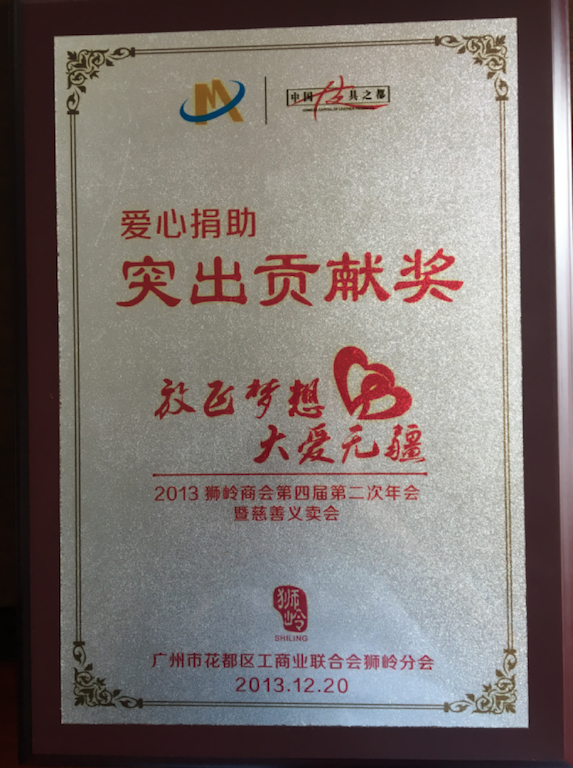 中国皮具之都
爱心捐助
突出贡献奖
放飞梦想
大爱无疆
2013 狮岭商会第四届第二次年会
暨慈善义卖会
狮岭
SHILING
广州市花都区工商业联合会狮岭分会
2013.12.20